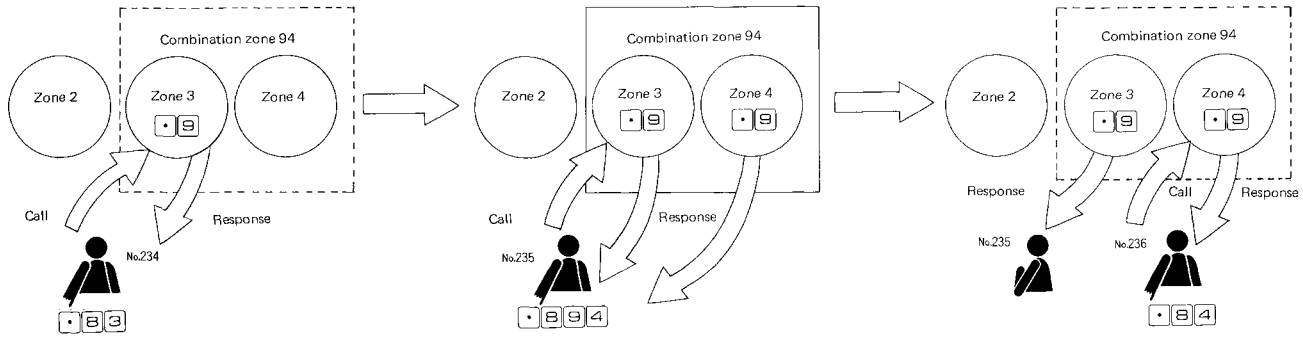 Combination zone 94
Zone 2
Zone 3
Zone 4
· 9
Call
Response
No.234
· 8 3
Combination zone 94
Zone 2
Zone 3
Zone 4
· 9
· 9
Call
Response
No.235
· 8 9 4
Combination zone 94
Zone 2
Zone 3
Zone 4
· 9
· 9
Response
Call
Response
No.235
No.236
· 8 4